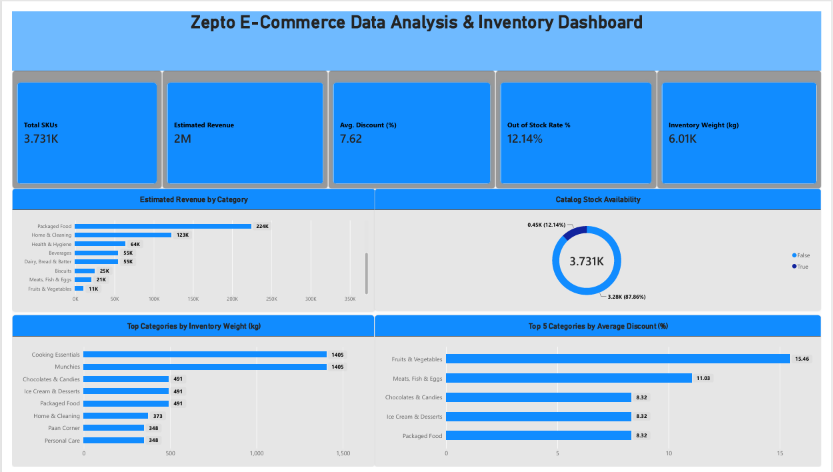 Zepto E-Commerce Data Analysis & Inventory Dashboard
Total SKUs
3.731K
Estimated Revenue
2M
Avg. Discount (%)
7.62
Out of Stock Rate %
12.14%
Inventory Weight (kg)
6.01K
Estimated Revenue by Category
Packaged Food 224K
Home & Cleaning 123K
Health & Hygiene 64K
Beverages 55K
Dairy, Bread & Batter 55K
Biscuits 25K
Meats, Fish & Eggs 21K
Fruits & Vegetables 11K
0K 50K 100K 150K 200K 250K 300K 350K
Catalog Stock Availability
0.45K (12.14%)
3.731K
3.28K (87.86%)
False
True
Top Categories by Inventory Weight (kg)
Cooking Essentials 1405
Munchies 1405
Chocolates & Candies 491
Ice Cream & Desserts 491
Packaged Food 491
Home & Cleaning 373
Paan Corner 348
Personal Care 348
0 500 1,000 1,500
Top 5 Categories by Average Discount (%)
Fruits & Vegetables 15.46
Meats, Fish & Eggs 11.03
Chocolates & Candies 8.32
Ice Cream & Desserts 8.32
Packaged Food 8.32
0 5 10 15